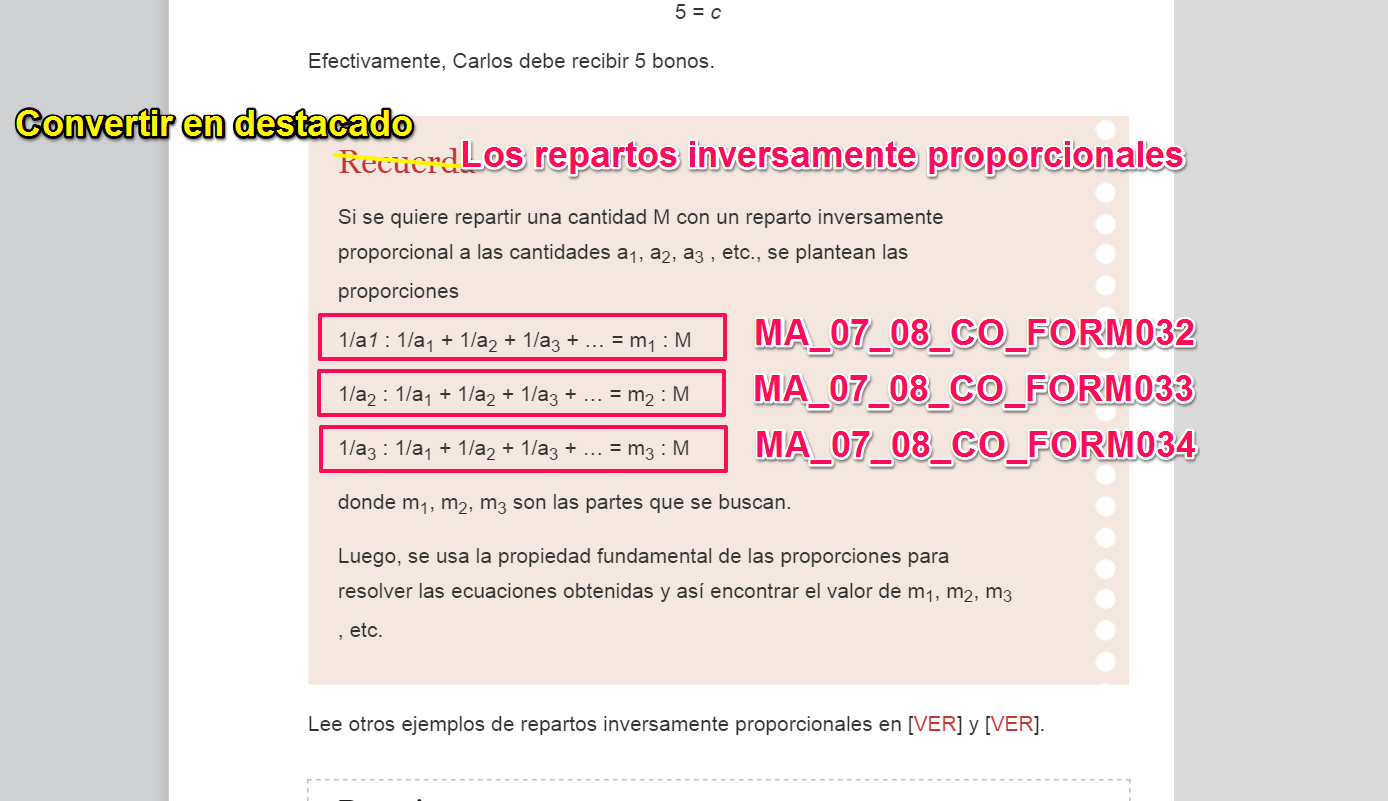 5 = c
Efectivamente, Carlos debe recibir 5 bonos.
Convertir en destacado
Recuerda Los repartos inversamente proporcionales
Si se quiere repartir una cantidad M con un reparto inversamente
proporcional a las cantidades a₁, a₂, a₃ , etc., se plantean las
proporciones
1/a1 : 1/a₁ + 1/a₂ + 1/a₃ + … = m₁ : M MA_07_08_CO_FORM032
1/a₂ : 1/a₁ + 1/a₂ + 1/a₃ + … = m₂ : M MA_07_08_CO_FORM033
1/a₃ : 1/a₁ + 1/a₂ + 1/a₃ + … = m₃ : M MA_07_08_CO_FORM034
donde m₁, m₂, m₃ son las partes que se buscan.
Luego, se usa la propiedad fundamental de las proporciones para
resolver las ecuaciones obtenidas y así encontrar el valor de m₁, m₂, m₃
, etc.
Lee otros ejemplos de repartos inversamente proporcionales en [VER] y [VER].